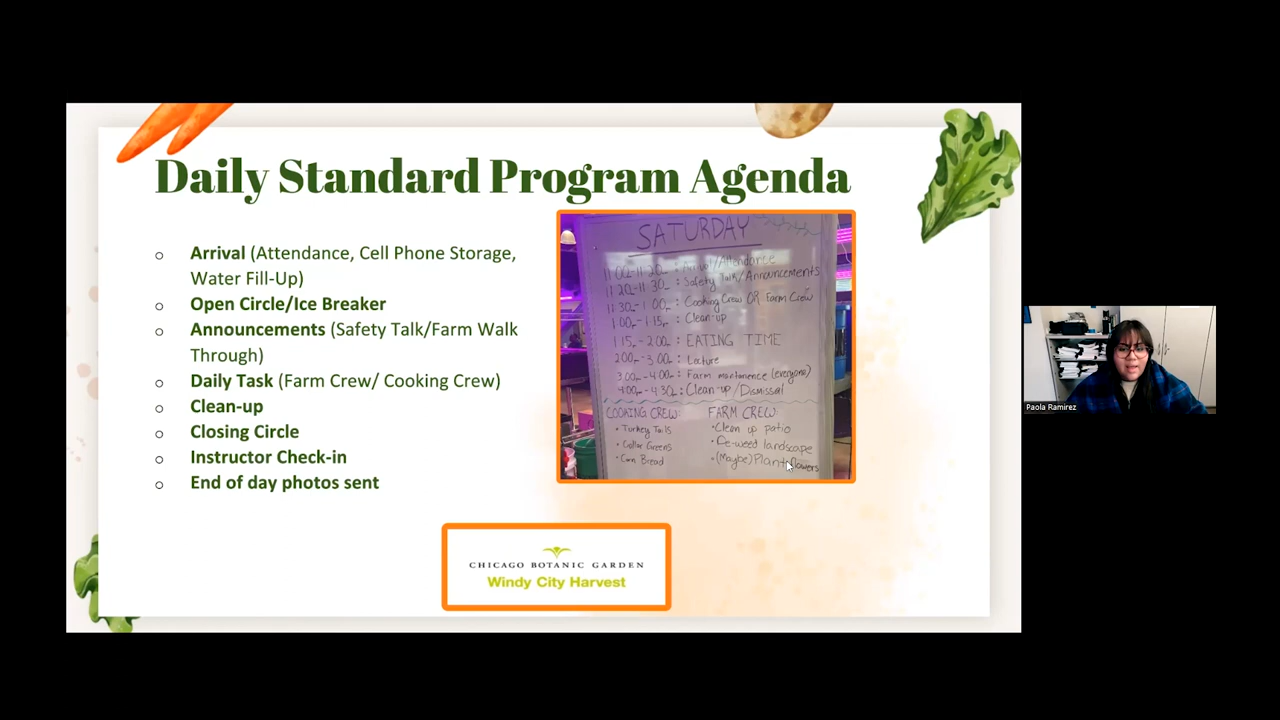 Daily Standard Program Agenda
Arrival (Attendance, Cell Phone Storage,
Water Fill-Up)
Open Circle/Ice Breaker
Announcements (Safety Talk/Farm Walk
Through)
Daily Task (Farm Crew/ Cooking Crew)
Clean-up
Closing Circle
Instructor Check-in
End of day photos sent
SATURDAY
11:00-11:20 : Arrival/Attendance
11:20-11:30 : Safety Talk/Announcements
11:30-1:00 : Cooking Crew OR Farm Crew
1:00-1:15 : Clean-up
1:15-2:00 : EATING TIME
2:00-3:00 : Lecture
3:00-4:00 : Farm maintenance (everyone)
4:00-4:30 : Clean-up/Dismissal
COOKING CREW:
• Turkey Tails
• Collar Greens
• Corn Bread
FARM CREW:
• Clean up patio
• De-weed landscape
• (Maybe) Plant flowers
CHICAGO BOTANIC GARDEN
Windy City Harvest
Paola Ramirez